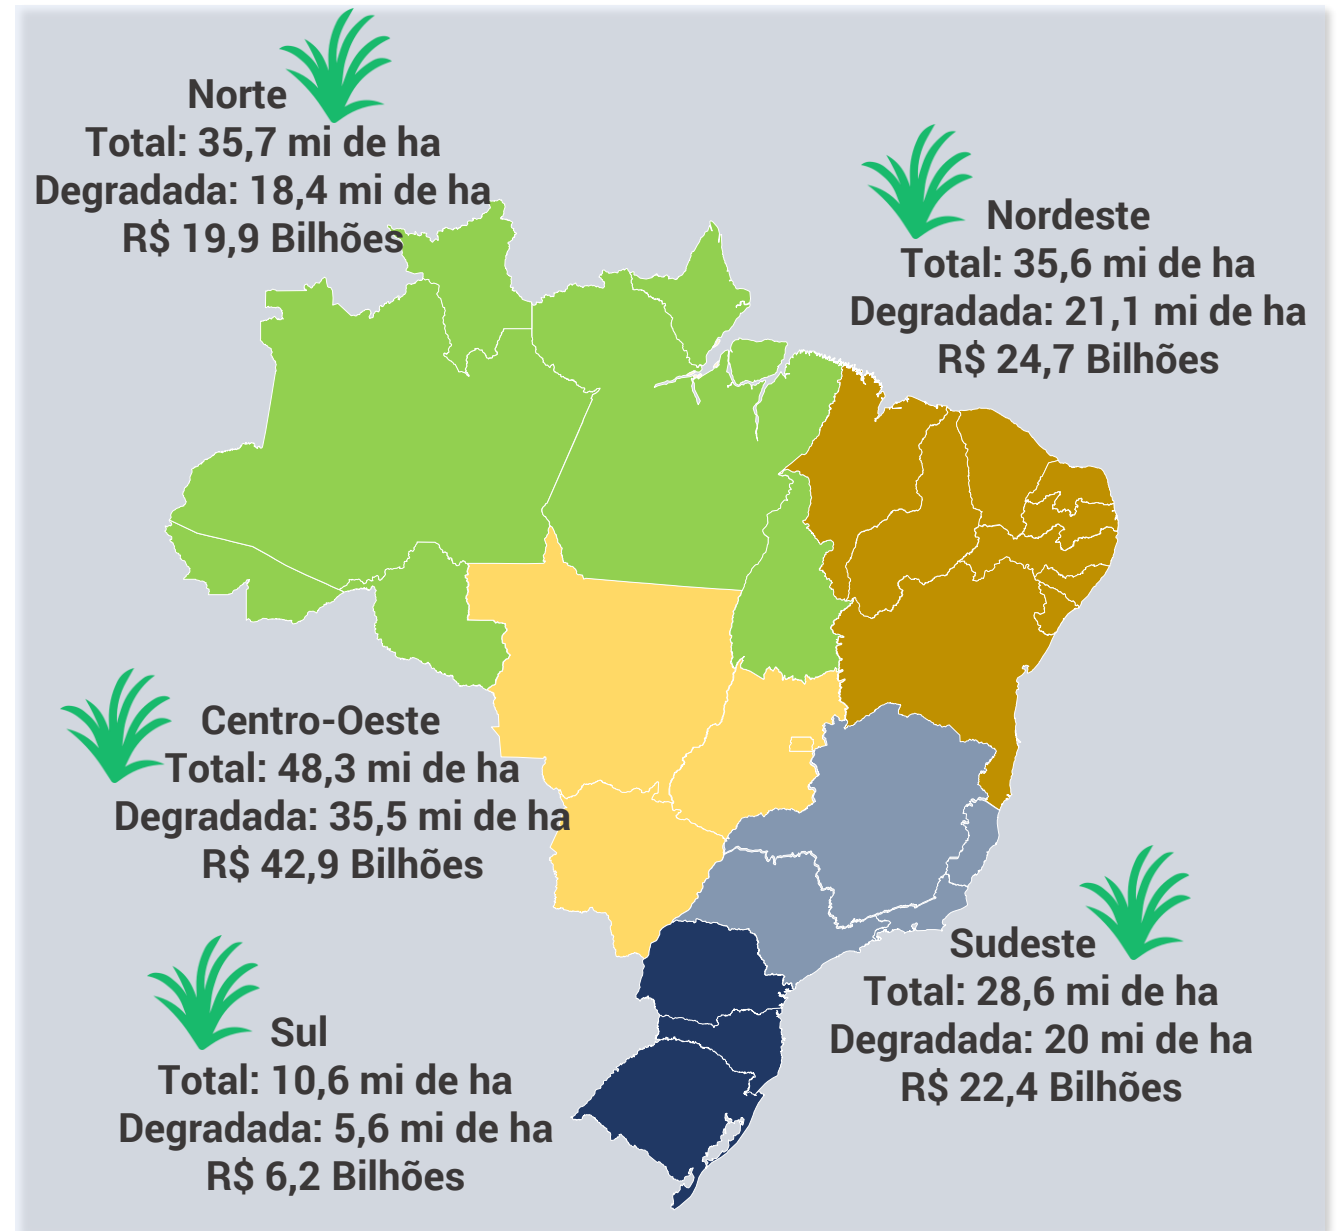 Norte
Total: 35,7 mi de ha
Degradada: 18,4 mi de ha
R$ 19,9 Bilhões
Nordeste
Total: 35,6 mi de ha
Degradada: 21,1 mi de ha
R$ 24,7 Bilhões
Centro-Oeste
Total: 48,3 mi de ha
Degradada: 35,5 mi de ha
R$ 42,9 Bilhões
Sudeste
Total: 28,6 mi de ha
Degradada: 20 mi de ha
R$ 22,4 Bilhões
Sul
Total: 10,6 mi de ha
Degradada: 5,6 mi de ha
R$ 6,2 Bilhões